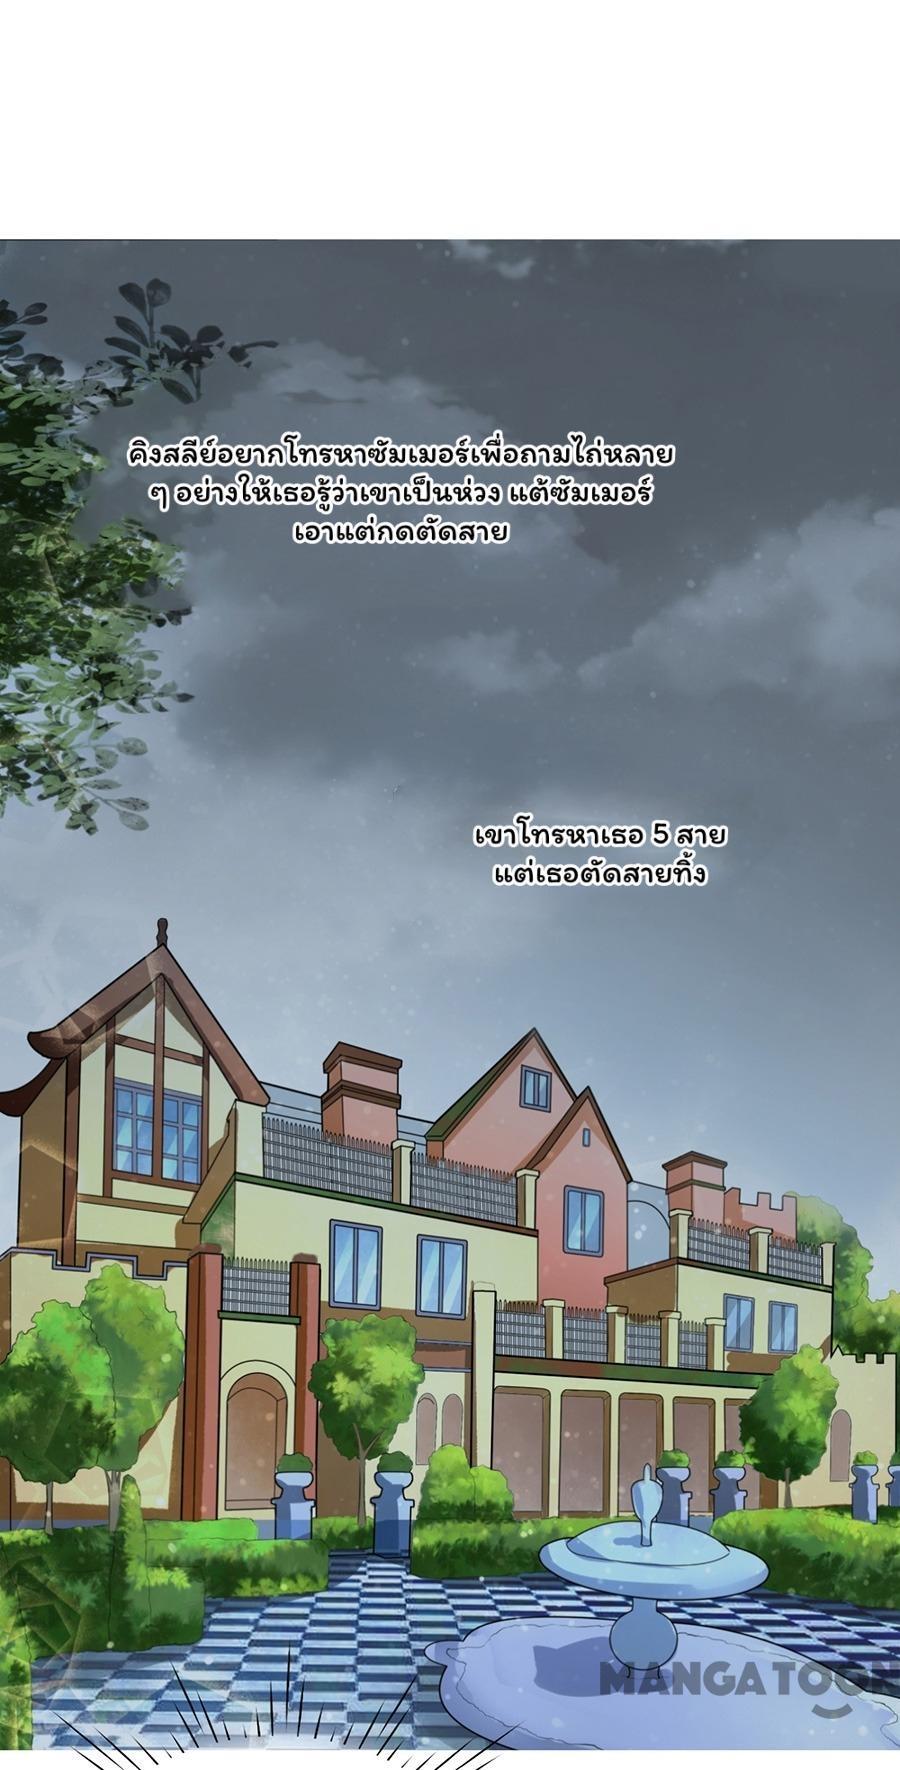 คิงสลีย์อยากโทรหาซัมเมอร์เพื่อถามไถ่หลาย
ๆ อย่างให้เธอรู้ว่าเขาเป็นห่วง แต้ซัมเมอร์
เอาแต่กดตัดสาย
เขาโทรหาเธอ 5 สาย
แต่เธอตัดสายทิ้ง
MANGATOON